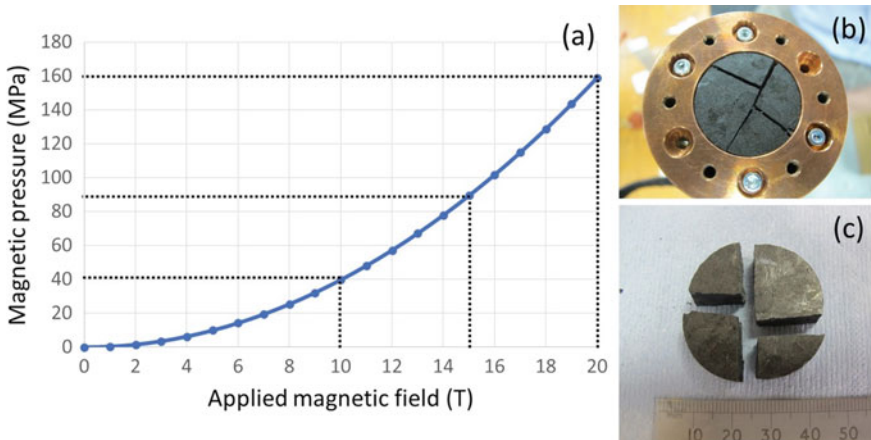 (a)
Magnetic pressure (MPa)
180
160
140
120
100
80
60
40
20
0
0 2 4 6 8 10 12 14 16 18 20
Applied magnetic field (T)
(b)
(c)
10 20 30 40 50